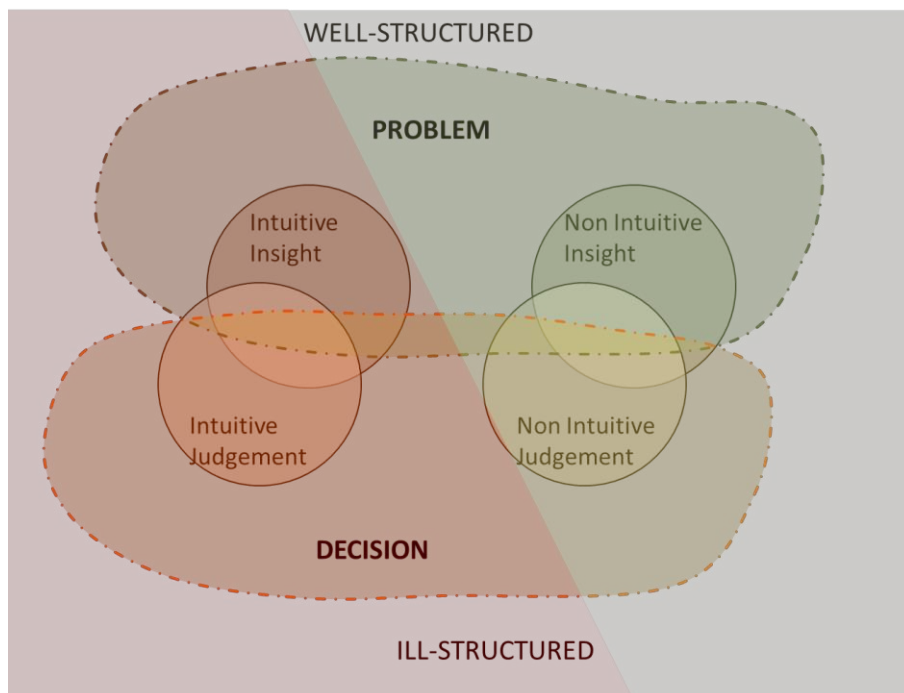 WELL-STRUCTURED
PROBLEM
Intuitive
Insight
Non Intuitive
Insight
Intuitive
Judgement
Non Intuitive
Judgement
DECISION
ILL-STRUCTURED